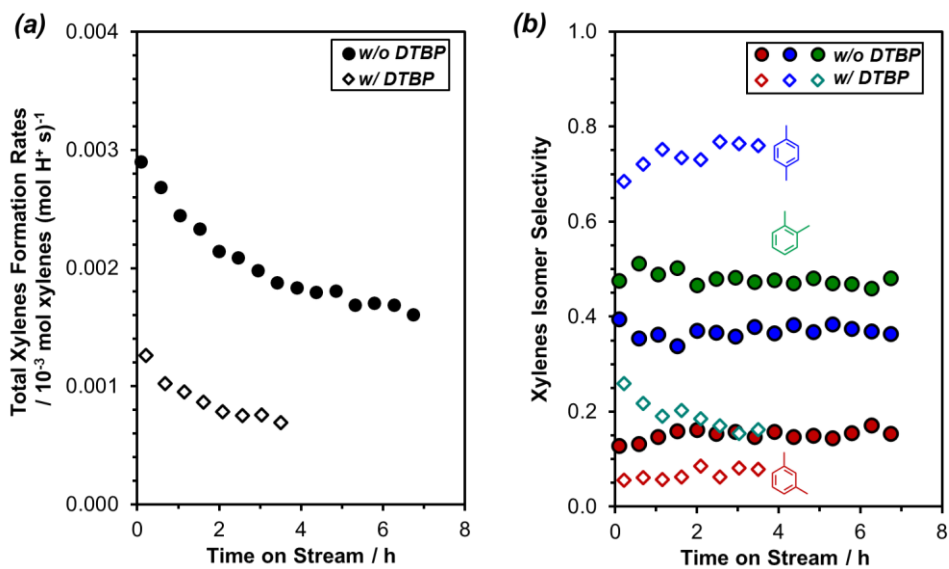 (a)
0.004
0.003
0.002
0.001
0.000
Total Xylenes Formation Rates
/ 10⁻³ mol xylenes (mol H⁺ s)⁻¹
w/o DTBP
w/ DTBP
0 2 4 6 8
Time on Stream / h
(b)
1.0
0.8
0.6
0.4
0.2
0.0
Xylenes Isomer Selectivity
w/o DTBP
w/ DTBP
0 2 4 6 8
Time on Stream / h